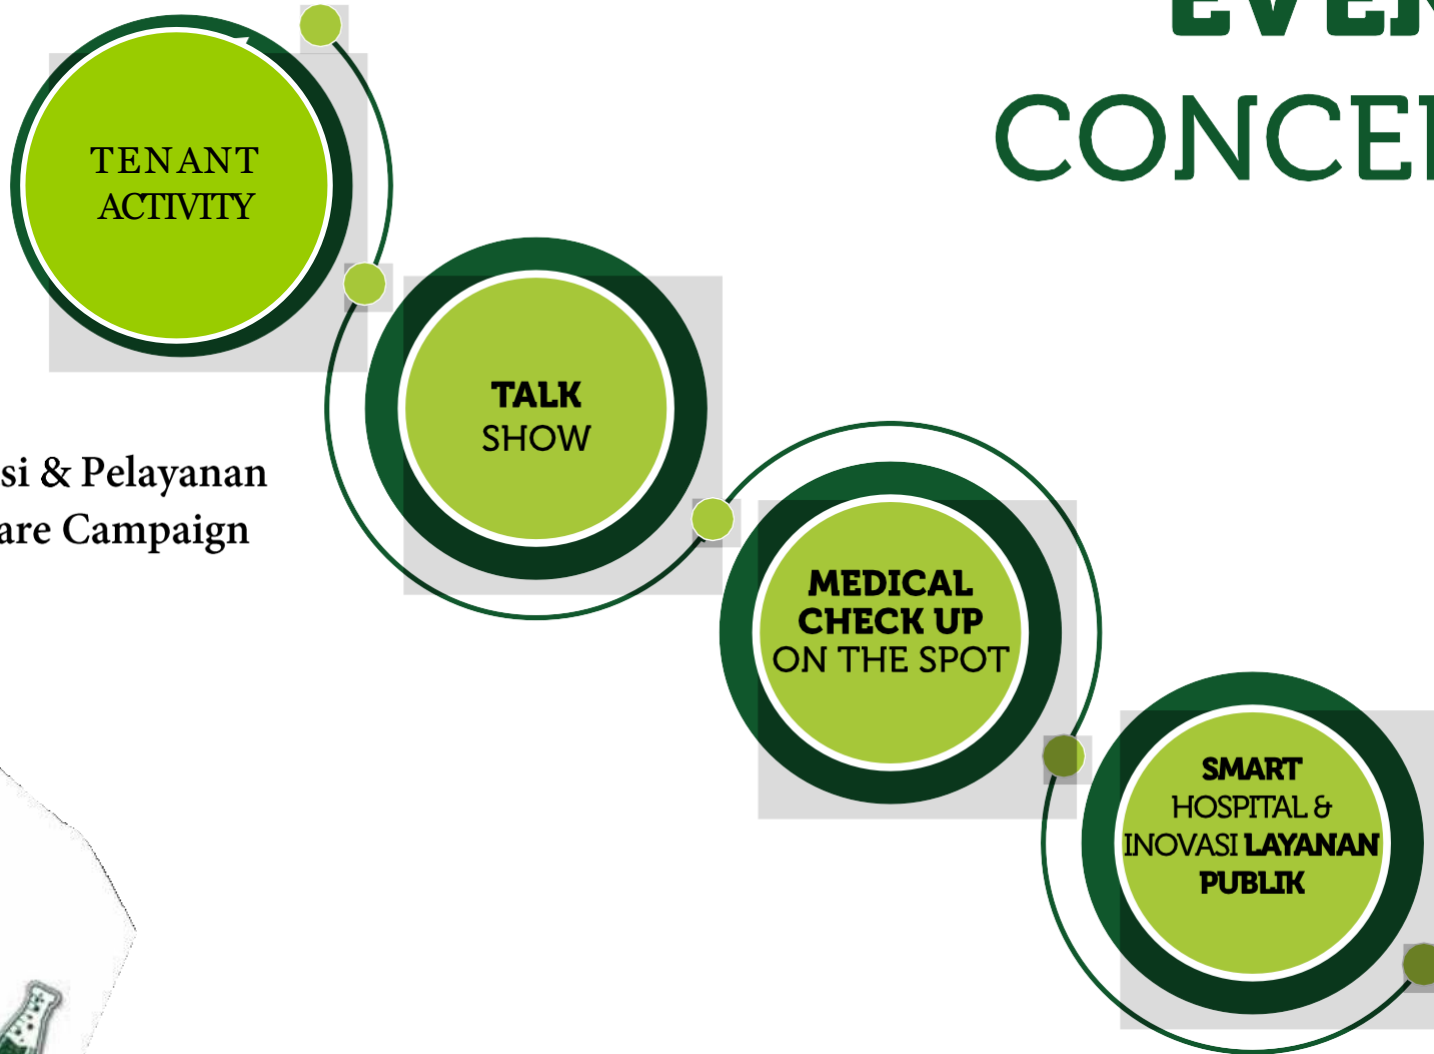 CONCE
TENANT
ACTIVITY
TALK
SHOW
si & Pelayanan
are Campaign
MEDICAL
CHECK UP
ON THE SPOT
SMART
HOSPITAL &
INOVASI LAYANAN
PUBLIK